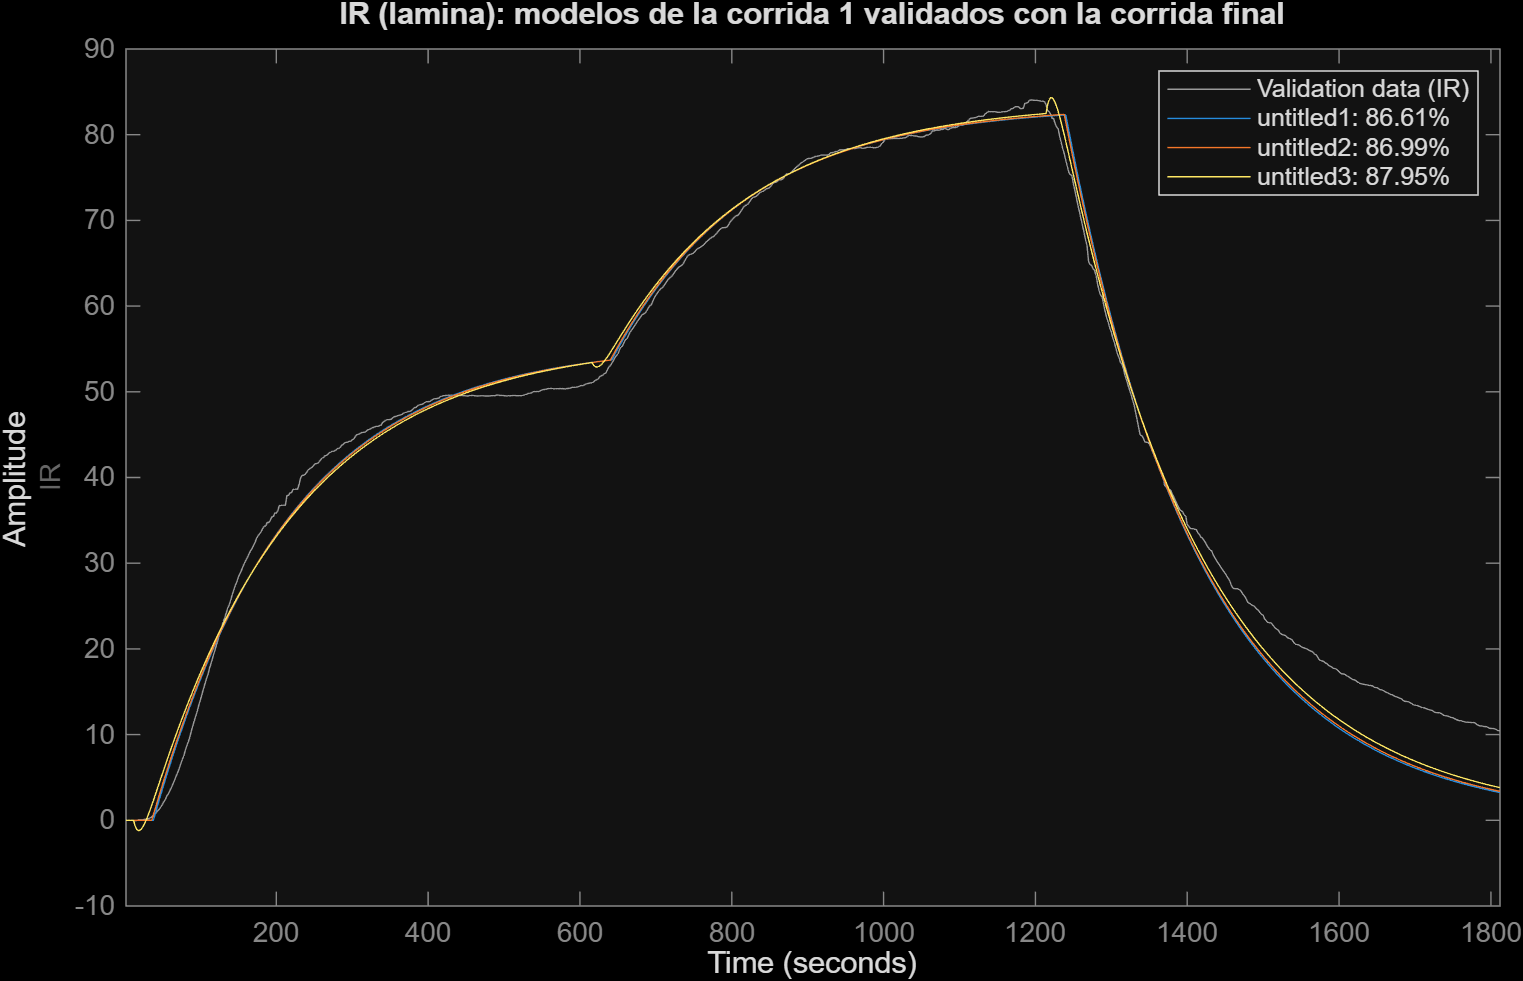 IR (lamina): modelos de la corrida 1 validados con la corrida final
90
80
70
60
50
40
30
20
10
0
-10
Amplitude
IR
Validation data (IR)
untitled1: 86.61%
untitled2: 86.99%
untitled3: 87.95%
200 400 600 800 1000 1200 1400 1600 1800
Time (seconds)